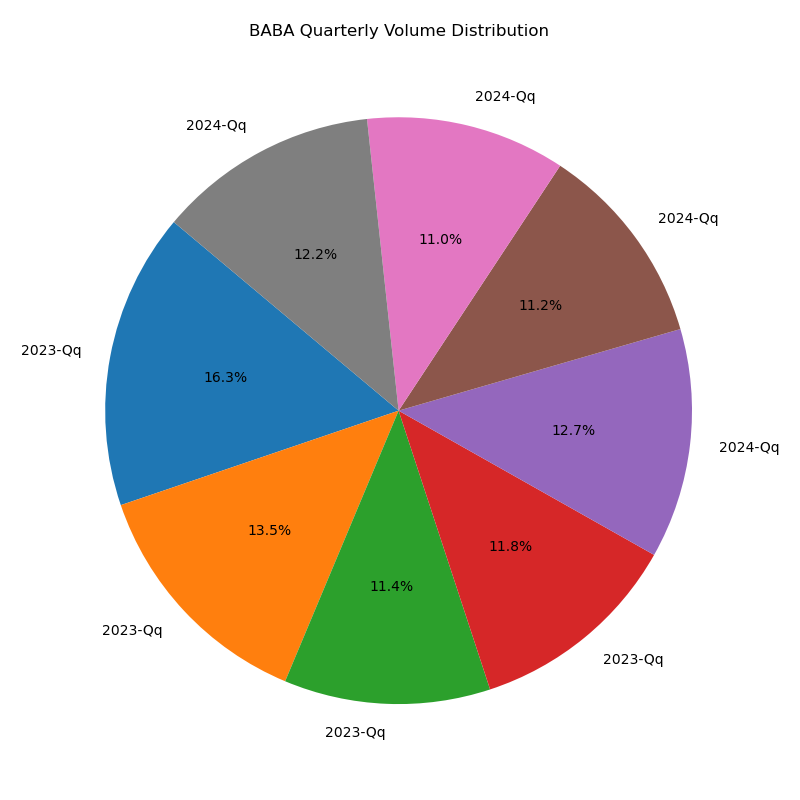 BABA Quarterly Volume Distribution
2024-Qq
2024-Qq
2024-Qq
11.0%
12.2%
11.2%
2023-Qq
16.3%
12.7%
2024-Qq
13.5%
11.8%
11.4%
2023-Qq
2023-Qq
2023-Qq